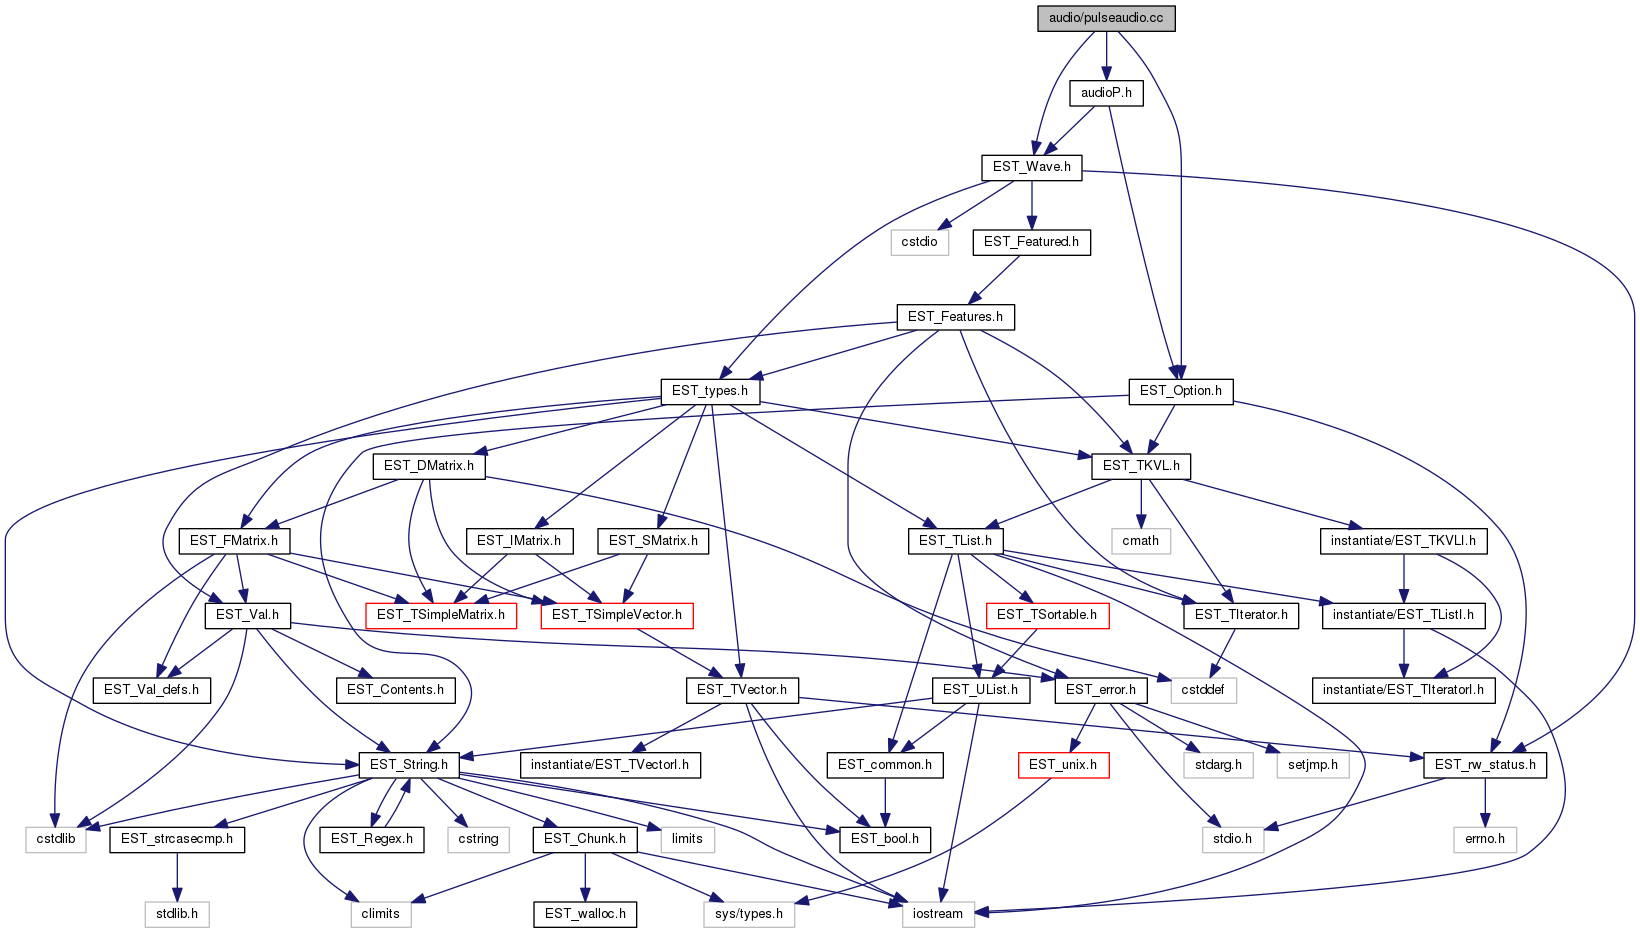 audio/pulseaudio.cc
audioP.h
EST_Wave.h
cstdio
EST_Featured.h
EST_Features.h
EST_types.h
EST_Option.h
EST_DMatrix.h
EST_TKVL.h
EST_FMatrix.h
EST_IMatrix.h
EST_SMatrix.h
EST_TList.h
cmath
instantiate/EST_TKVLI.h
EST_Val.h
EST_TSimpleMatrix.h
EST_TSimpleVector.h
EST_TSortable.h
EST_TIterator.h
instantiate/EST_TListI.h
EST_Val_defs.h
EST_Contents.h
EST_TVector.h
EST_UList.h
EST_error.h
cstddef
instantiate/EST_TIteratorI.h
EST_String.h
instantiate/EST_TVectorI.h
EST_common.h
EST_unix.h
stdarg.h
setjmp.h
EST_rw_status.h
cstdlib
EST_strcasecmp.h
EST_Regex.h
cstring
EST_Chunk.h
limits
EST_bool.h
stdio.h
errno.h
stdlib.h
climits
EST_walloc.h
sys/types.h
iostream